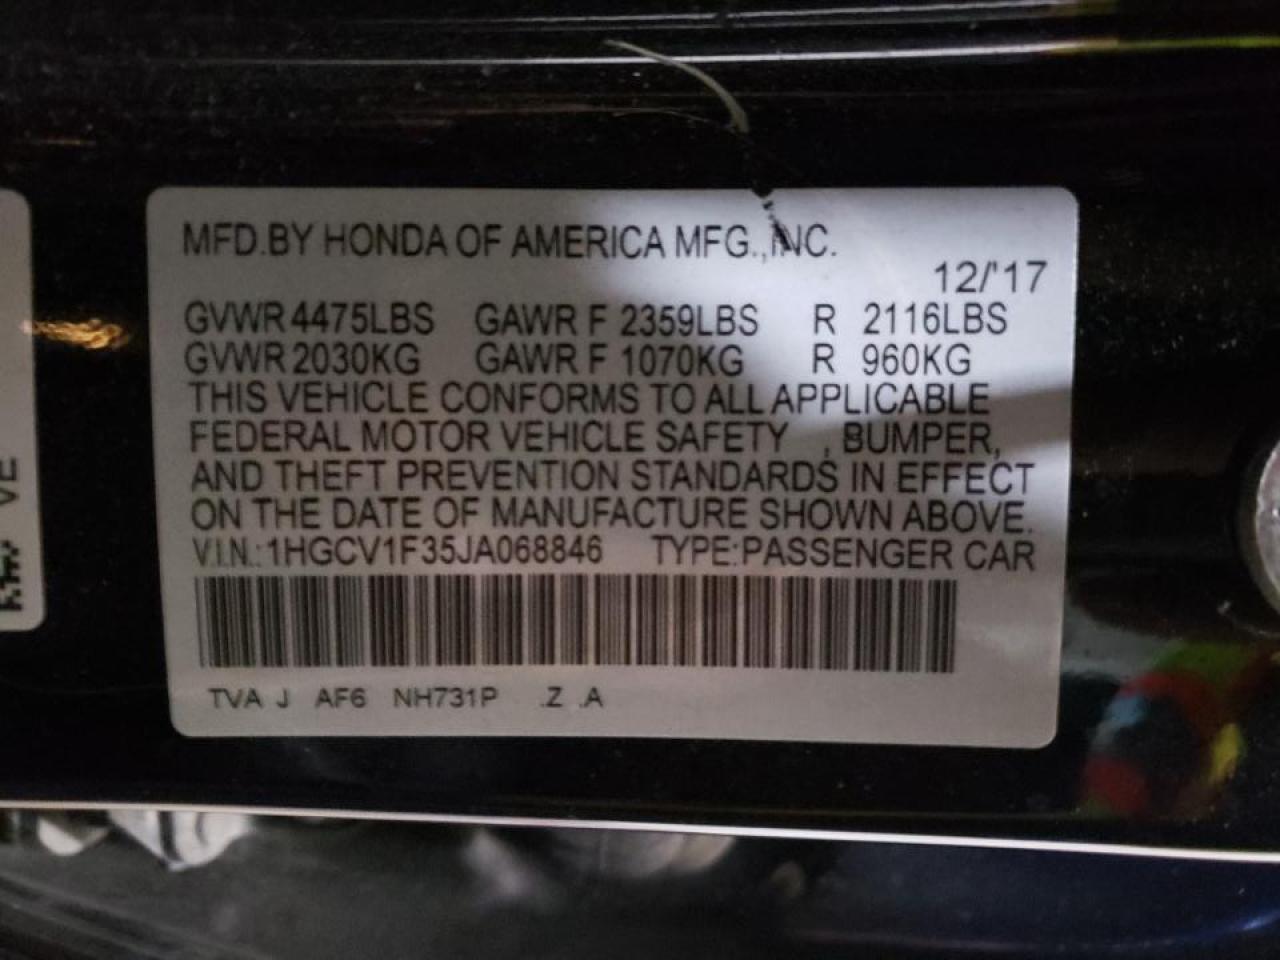 MFD.BY HONDA OF AMERICA MFG.,INC.
12/'17
GVWR 4475LBS GAWR F 2359LBS R 2116LBS
GVWR 2030KG GAWR F 1070KG R 960KG
THIS VEHICLE CONFORMS TO ALL APPLICABLE
FEDERAL MOTOR VEHICLE SAFETY , BUMPER,
AND THEFT PREVENTION STANDARDS IN EFFECT
ON THE DATE OF MANUFACTURE SHOWN ABOVE.
V.I.N.:1HGCV1F35JA068846 TYPE:PASSENGER CAR
TVA J AF6 NH731P .Z .A